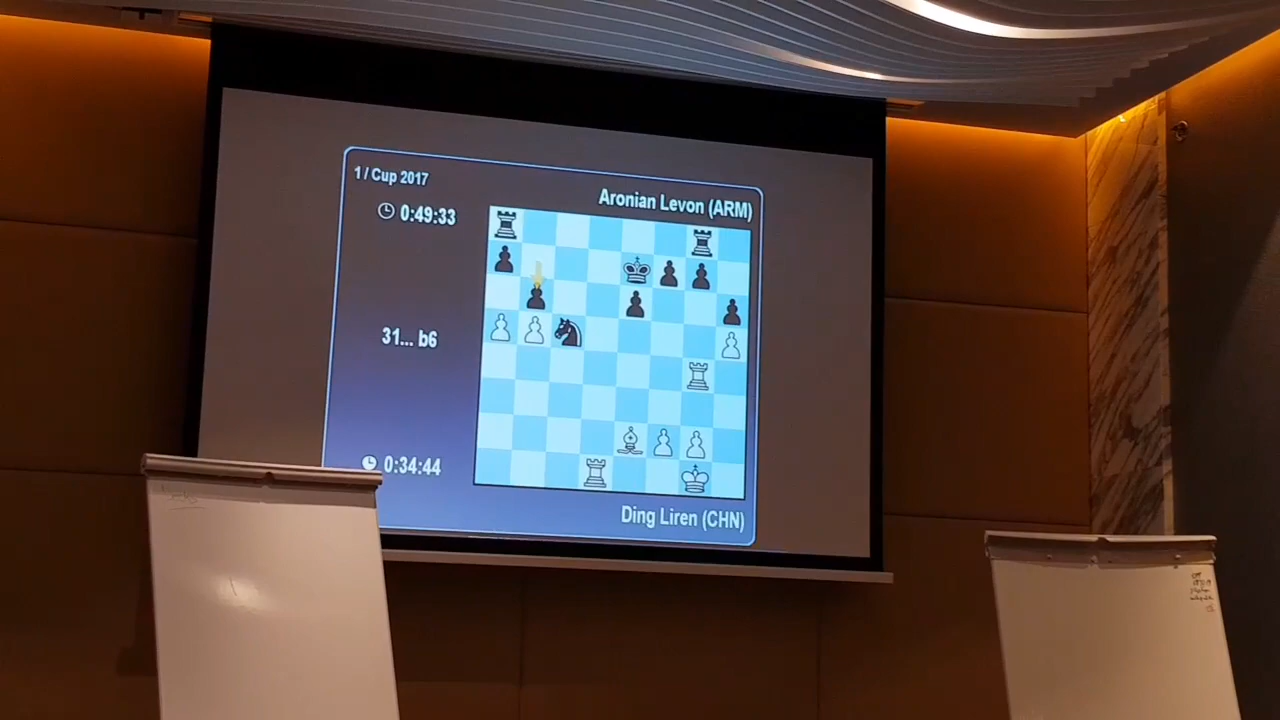 1 / Cup 2017
Aronian Levon (ARM)
0:49:33
31... b6
0:34:44
Ding Liren (CHN)